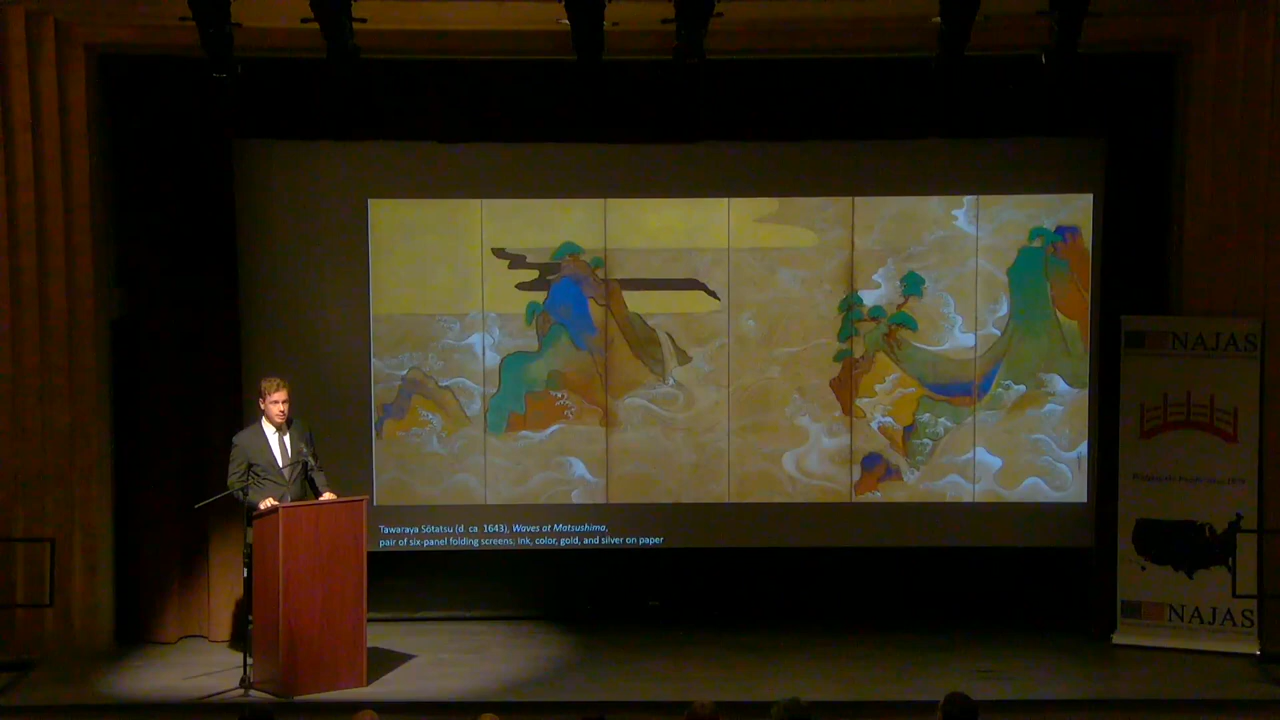 Tawaraya Sōtatsu (d. ca. 1643), Waves at Matsushima,
pair of six-panel folding screens; ink, color, gold, and silver on paper
NAJAS
NAJAS